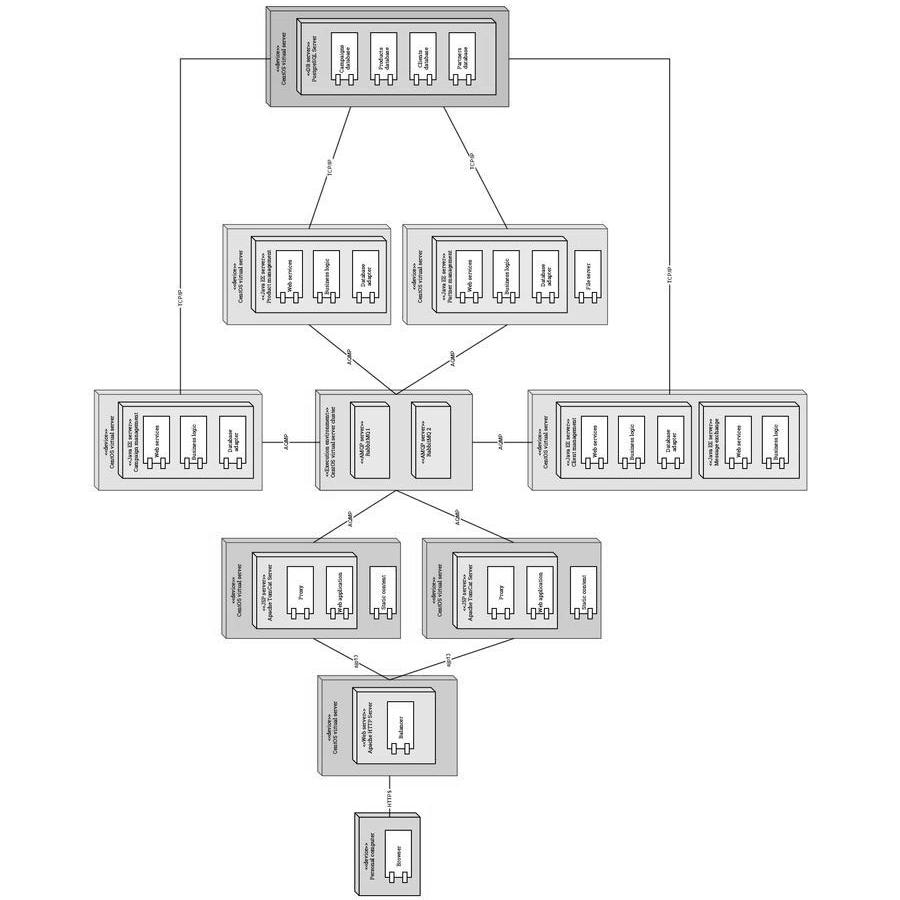 <<device>>
CentOS virtual server
<<DB server>>
PostgreSQL Server
Campaigns
database
Products
database
Clients
database
Partners
database
TCP/IP
TCP/IP
TCP/IP
TCP/IP
<<device>>
CentOS virtual server
<<Java EE server>>
Product management
Web services
Business logic
Database
adapter
<<device>>
CentOS virtual server
<<Java EE server>>
Partner management
Web services
Business logic
Database
adapter
File server
AQMP
AQMP
<<device>>
CentOS virtual server
<<Java EE server>>
Campaign management
Web services
Business logic
Database
adapter
AQMP
<<Execution environment>>
CentOS virtual server cluster
<<AMQP server>>
RabbitMQ 1
<<AMQP server>>
RabbitMQ 2
AQMP
<<device>>
CentOS virtual server
<<Java EE server>>
Client management
Web services
Business logic
Database
adapter
<<Java EE server>>
Message exchange
Web services
Business logic
AQMP
AQMP
<<device>>
CentOS virtual server
<<JSP server>>
Apache TomCat Server
Proxy
Web application
Static content
<<device>>
CentOS virtual server
<<JSP server>>
Apache TomCat Server
Proxy
Web application
Static content
ajp13
ajp13
<<device>>
CentOS virtual server
<<Web server>>
Apache HTTP Server
Balancer
HTTPS
<<device>>
Personal computer
Browser